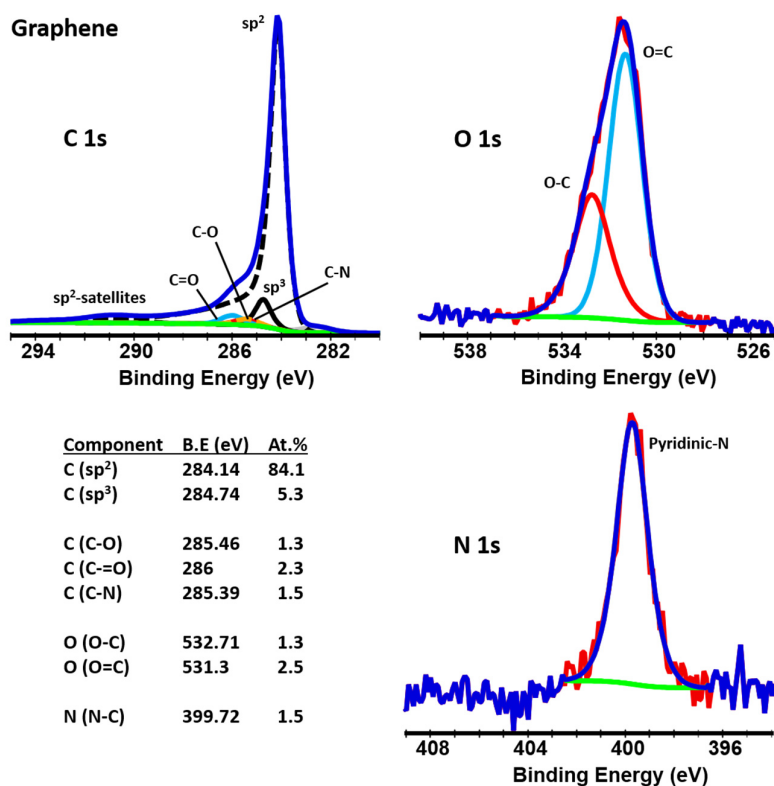 Graphene
C 1s
sp²
C-O
C=O
C-N
sp³
sp²-satellites
294 290 286 282
Binding Energy (eV)
O 1s
O=C
O-C
538 534 530 526
Binding Energy (eV)
Component B.E (eV) At.%
C (sp²) 284.14 84.1
C (sp³) 284.74 5.3
C (C-O) 285.46 1.3
C (C-=O) 286 2.3
C (C-N) 285.39 1.5
O (O-C) 532.71 1.3
O (O=C) 531.3 2.5
N (N-C) 399.72 1.5
Pyridinic-N
N 1s
408 404 400 396
Binding Energy (eV)